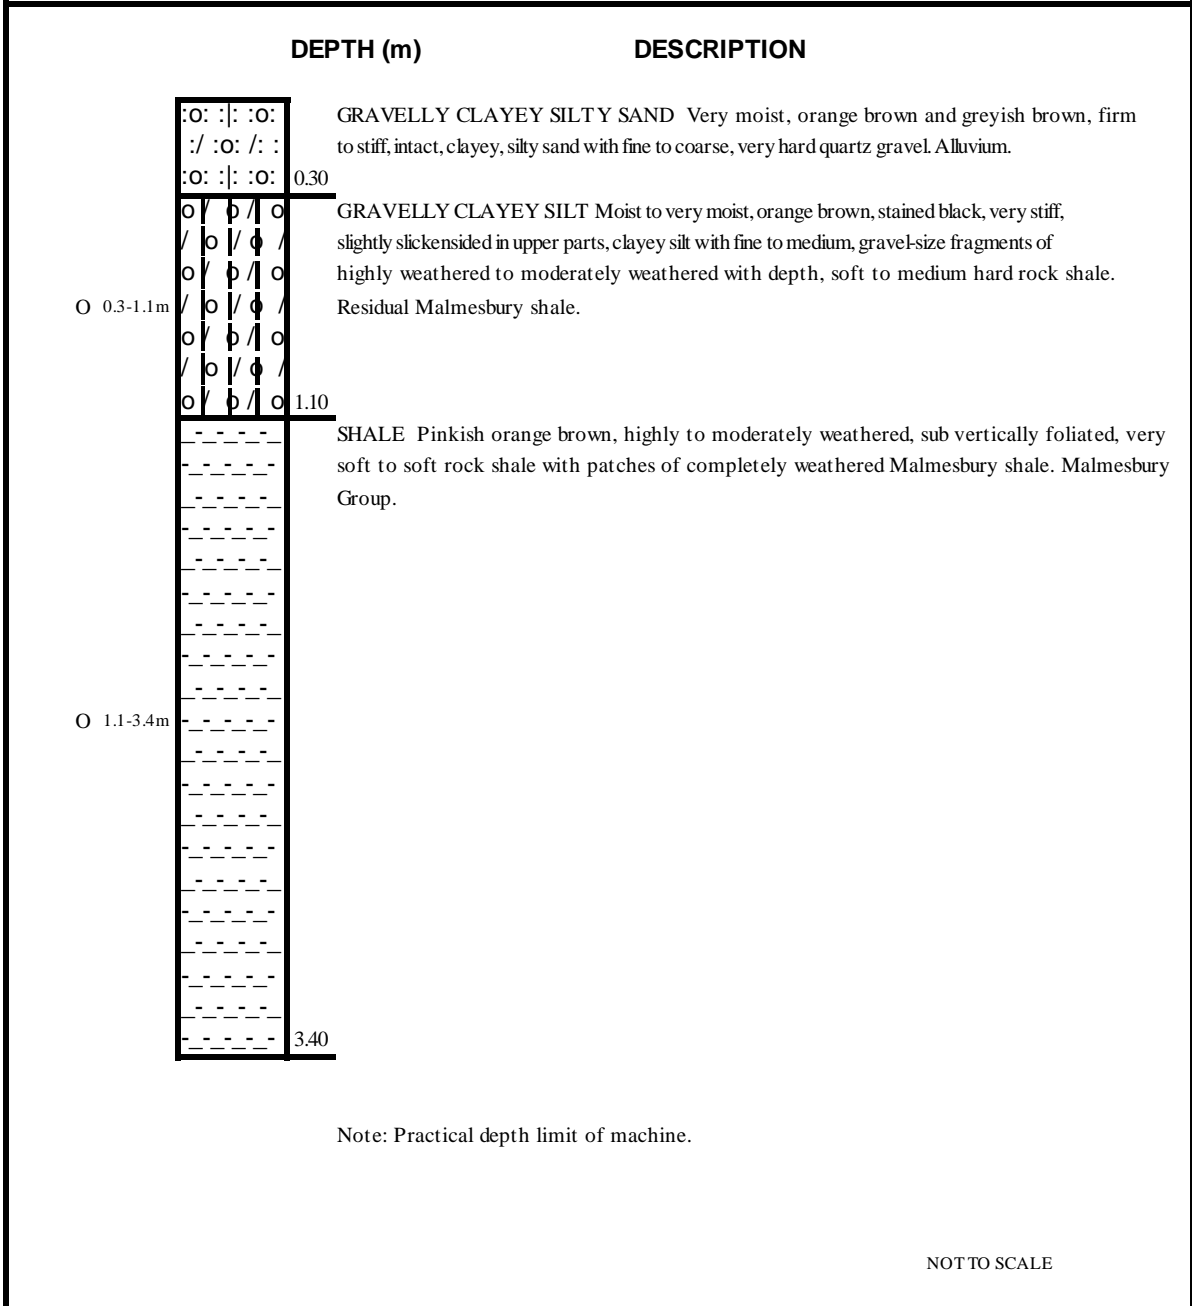 DEPTH (m) DESCRIPTION
GRAVELLY CLAYEY SILTY SAND Very moist, orange brown and greyish brown, firm
to stiff, intact, clayey, silty sand with fine to coarse, very hard quartz gravel. Alluvium.
0.30
GRAVELLY CLAYEY SILT Moist to very moist, orange brown, stained black, very stiff,
slightly slickensided in upper parts, clayey silt with fine to medium, gravel-size fragments of
highly weathered to moderately weathered with depth, soft to medium hard rock shale.
O 0.3-1.1m Residual Malmesbury shale.
1.10
SHALE Pinkish orange brown, highly to moderately weathered, sub vertically foliated, very
soft to soft rock shale with patches of completely weathered Malmesbury shale. Malmesbury
Group.
O 1.1-3.4m
3.40
Note: Practical depth limit of machine.
NOT TO SCALE